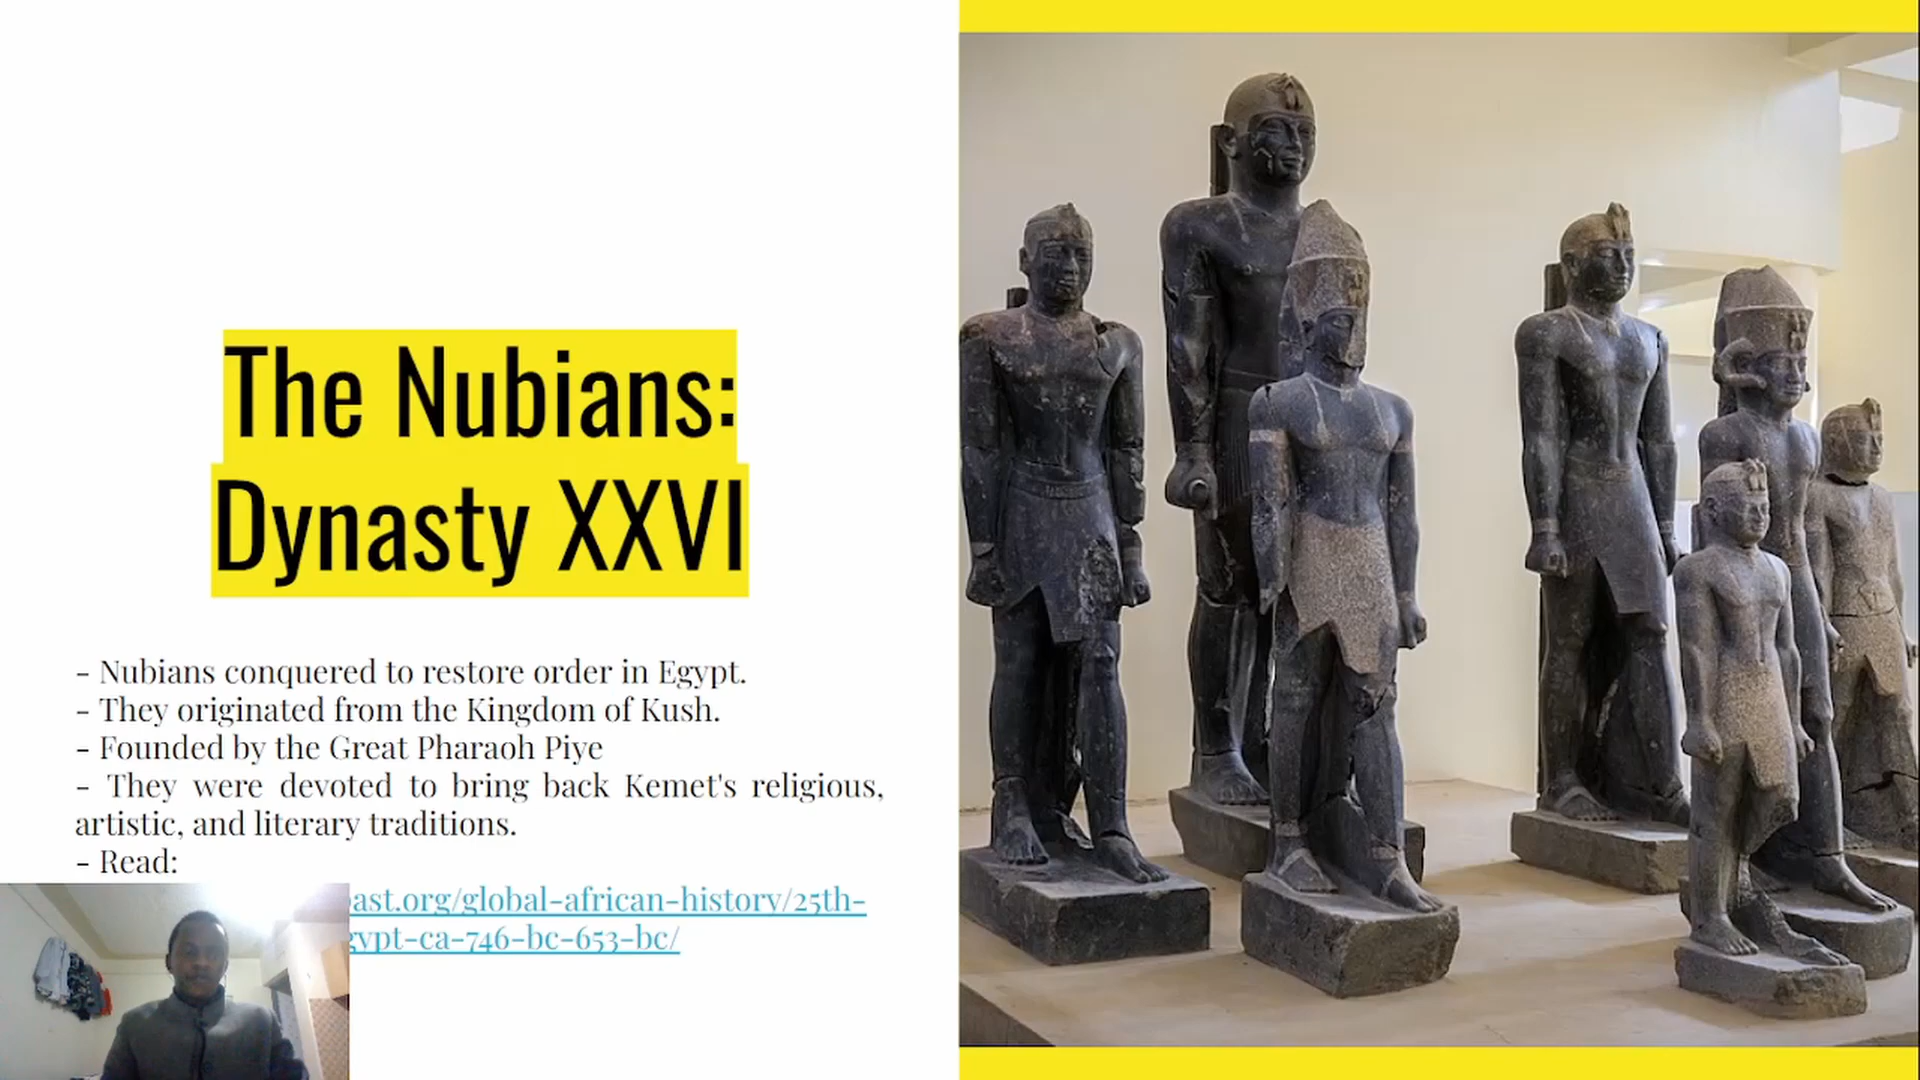 The Nubians:
Dynasty XXVI
- Nubians conquered to restore order in Egypt.
- They originated from the Kingdom of Kush.
- Founded by the Great Pharaoh Piye
- They were devoted to bring back Kemet's religious,
artistic, and literary traditions.
- Read:
past.org/global-african-history/25th-
gypt-ca-746-bc-653-bc/